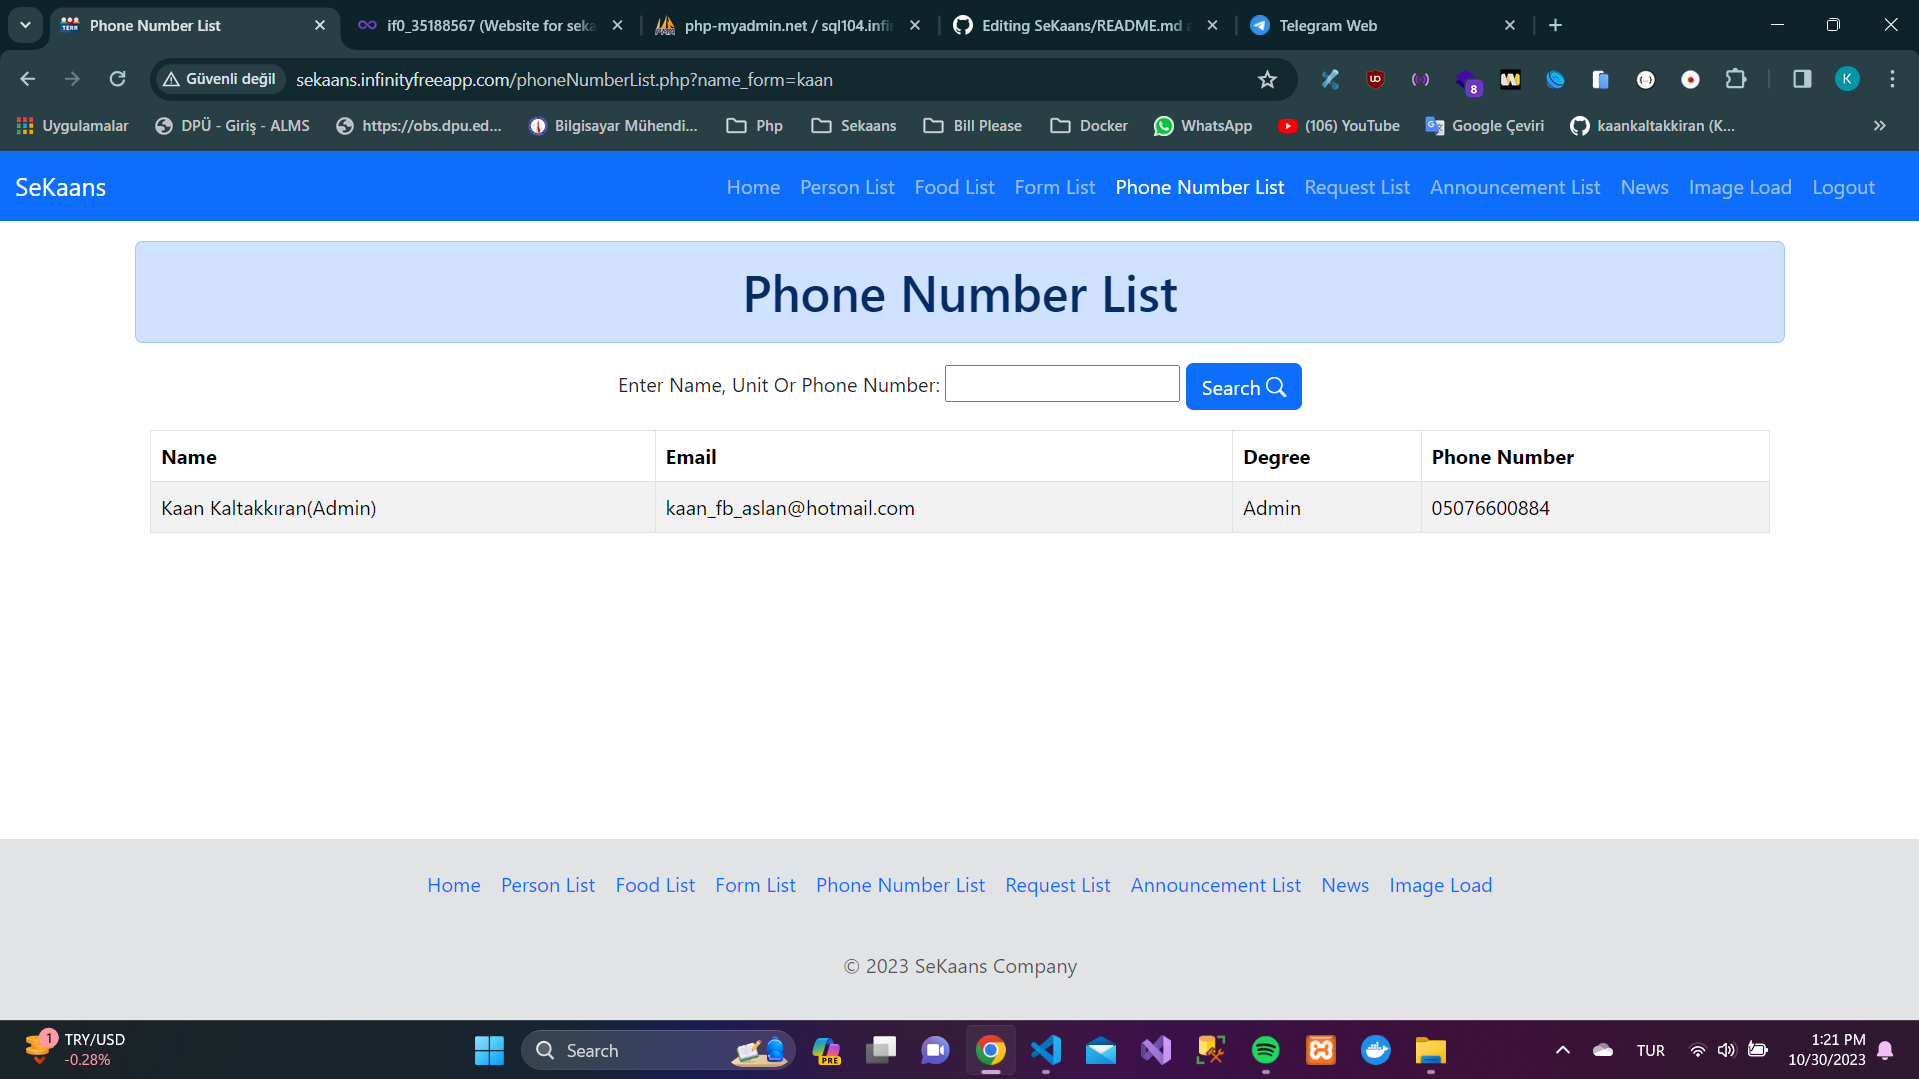 Phone Number List
if0_35188567 (Website for seka
php-myadmin.net / sql104.infi
Editing SeKaans/README.md a
Telegram Web
Güvenli değil
sekaans.infinityfreeapp.com/phoneNumberList.php?name_form=kaan
8
K
Uygulamalar
DPÜ - Giriş - ALMS
https://obs.dpu.ed...
Bilgisayar Mühendi...
Php
Sekaans
Bill Please
Docker
WhatsApp
(106) YouTube
Google Çeviri
kaankaltakkiran (K...
SeKaans
Home Person List Food List Form List Phone Number List Request List Announcement List News Image Load Logout
Phone Number List
Enter Name, Unit Or Phone Number:
Search
Name Email Degree Phone Number
Kaan Kaltakkıran(Admin) kaan_fb_aslan@hotmail.com Admin 05076600884
Home Person List Food List Form List Phone Number List Request List Announcement List News Image Load
© 2023 SeKaans Company
1
TRY/USD
-0.28%
Search
PRE
TUR
1:21 PM
10/30/2023